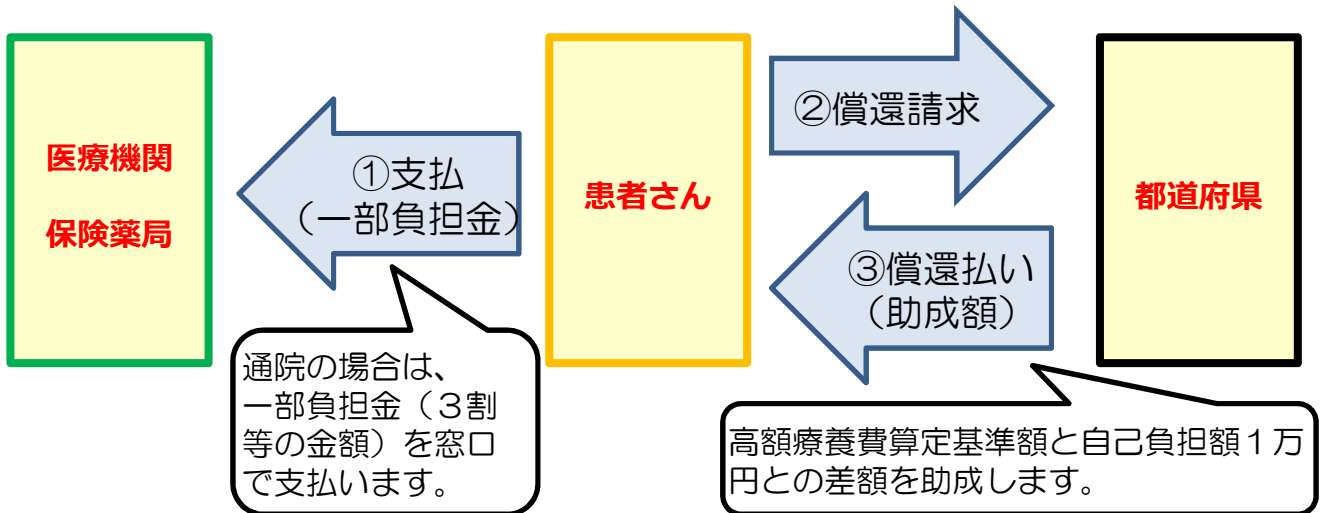 医療機関
保険薬局
①支払
（一部負担金）
患者さん
②償還請求
③償還払い
（助成額）
都道府県
通院の場合は、
一部負担金（３割
等の金額）を窓口
で支払います。
高額療養費算定基準額と自己負担額１万
円との差額を助成します。